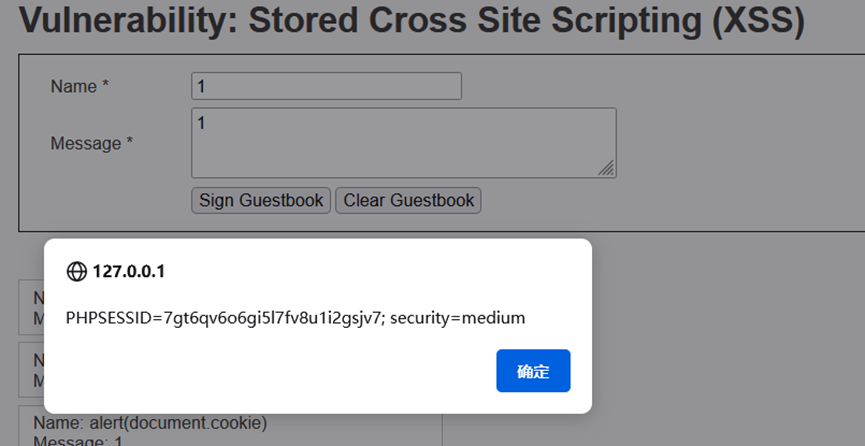 Vulnerability: Stored Cross Site Scripting (XSS)
Name *
1
Message *
1
Sign Guestbook Clear Guestbook
127.0.0.1
PHPSESSID=7gt6qv6o6gi5l7fv8u1i2gsjv7; security=medium
确定
N
M
N
M
Name: alert(document.cookie)
Message: 1